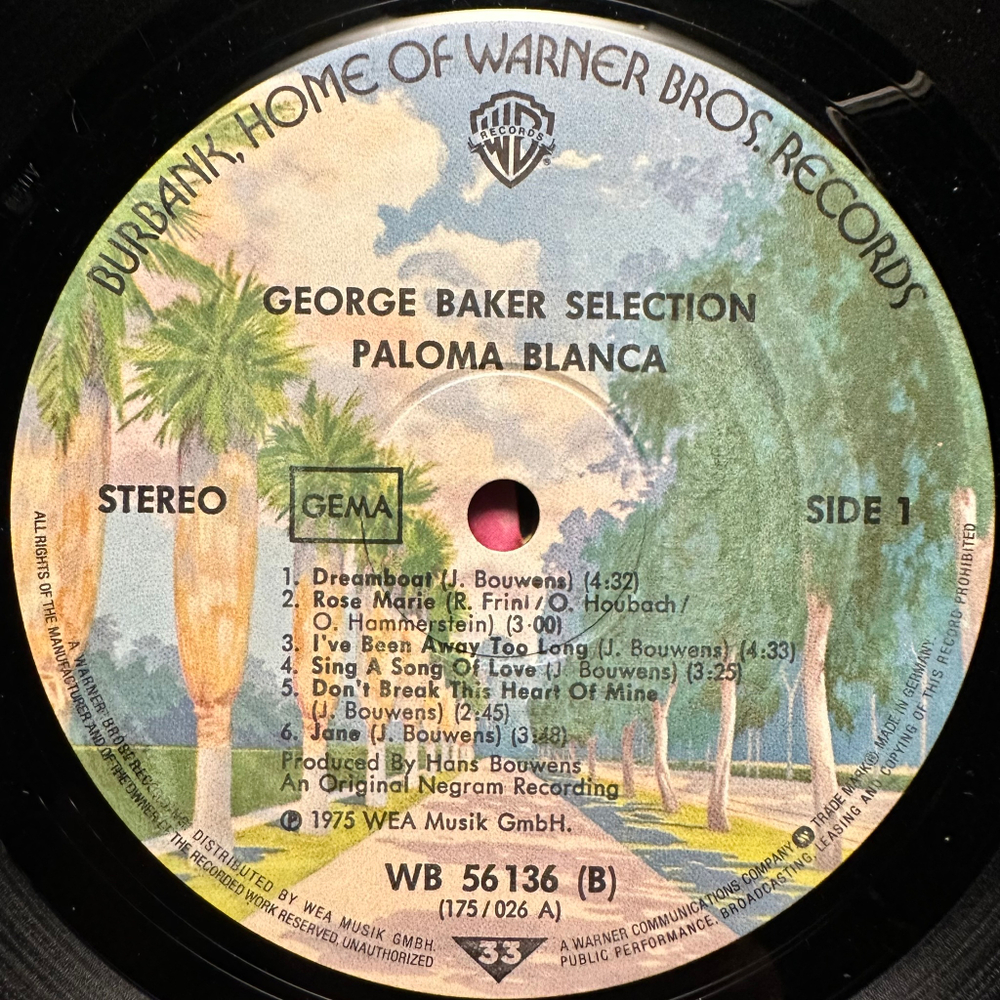 BURBANK, HOME OF WARNER BROS. RECORDS
WB RECORDS ®
GEORGE BAKER SELECTION
PALOMA BLANCA
STEREO
GEMA
SIDE 1
1. Dreamboat (J. Bouwens) (4:32)
2. Rose Marie (R. Friml/O. Houbach/
O. Hammerstein) (3·00)
3. I've Been Away Too Long (J. Bouwens) (4:33)
4. Sing A Song Of Love (J Bouwens) (3:25)
5. Don't Break This Heart Of Mine
(J. Bouwens) (2:45)
6. Jane (J. Bouwens) (3:48)
Produced By Hans Bouwens
An Original Negram Recording
℗ 1975 WEA Musik GmbH.
WB 56 136 (B)
(175/026 A)
33
ALL RIGHTS OF THE MANUFACTURER AND OF THE OWNER OF THE RECORDED WORK RESERVED, UNAUTHORIZED
PUBLIC PERFORMANCE, BROADCASTING, LEASING AND COPYING OF THIS RECORD PROHIBITED
A WARNER BROS. RECORD DISTRIBUTED BY WEA MUSIK GMBH.
A WARNER COMMUNICATIONS COMPANY TRADE MARK ® MADE IN GERMANY